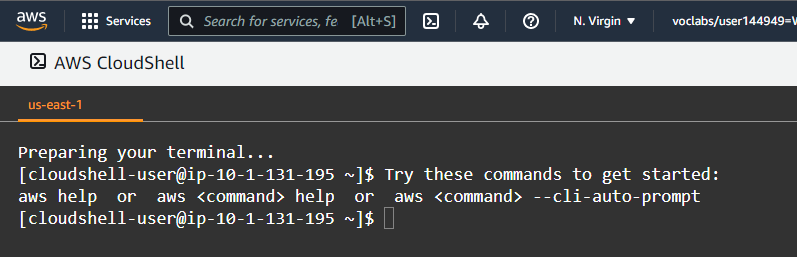 aws Services Search for services, fe [Alt+S] N. Virgin voclabs/user144949=
AWS CloudShell
us-east-1
Preparing your terminal...
[cloudshell-user@ip-10-1-131-195 ~]$ Try these commands to get started:
aws help  or  aws <command> help  or  aws <command> --cli-auto-prompt
[cloudshell-user@ip-10-1-131-195 ~]$